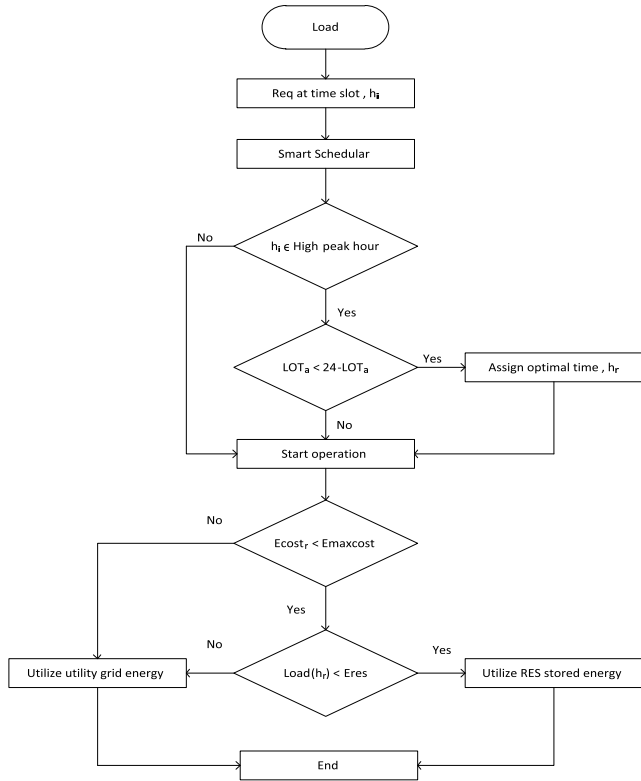 Load
Req at time slot , hi
Smart Schedular
No
hi ϵ High peak hour
Yes
LOTa < 24-LOTa
Yes
Assign optimal time , hr
No
Start operation
No
Ecostr < Emaxcost
Yes
No
Yes
Utilize utility grid energy
Load(hr) < Eres
Utilize RES stored energy
End